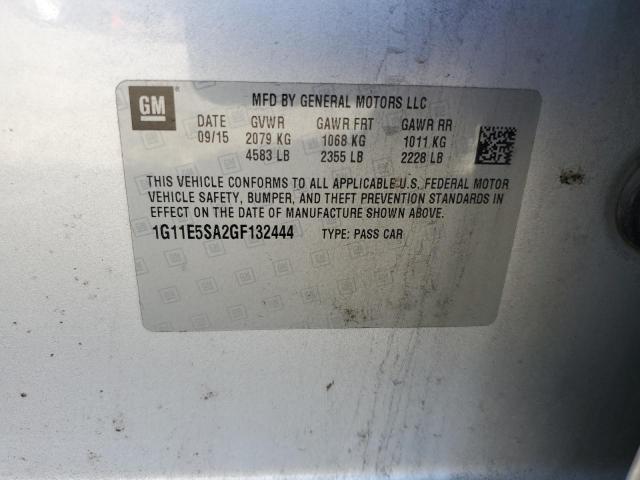 GM
MFD BY GENERAL MOTORS LLC
DATE GVWR GAWR FRT GAWR RR
09/15 2079 KG 1068 KG 1011 KG
4583 LB 2355 LB 2228 LB
THIS VEHICLE CONFORMS TO ALL APPLICABLE U.S. FEDERAL MOTOR
VEHICLE SAFETY, BUMPER, AND THEFT PREVENTION STANDARDS IN
EFFECT ON THE DATE OF MANUFACTURE SHOWN ABOVE.
1G11E5SA2GF132444 TYPE: PASS CAR